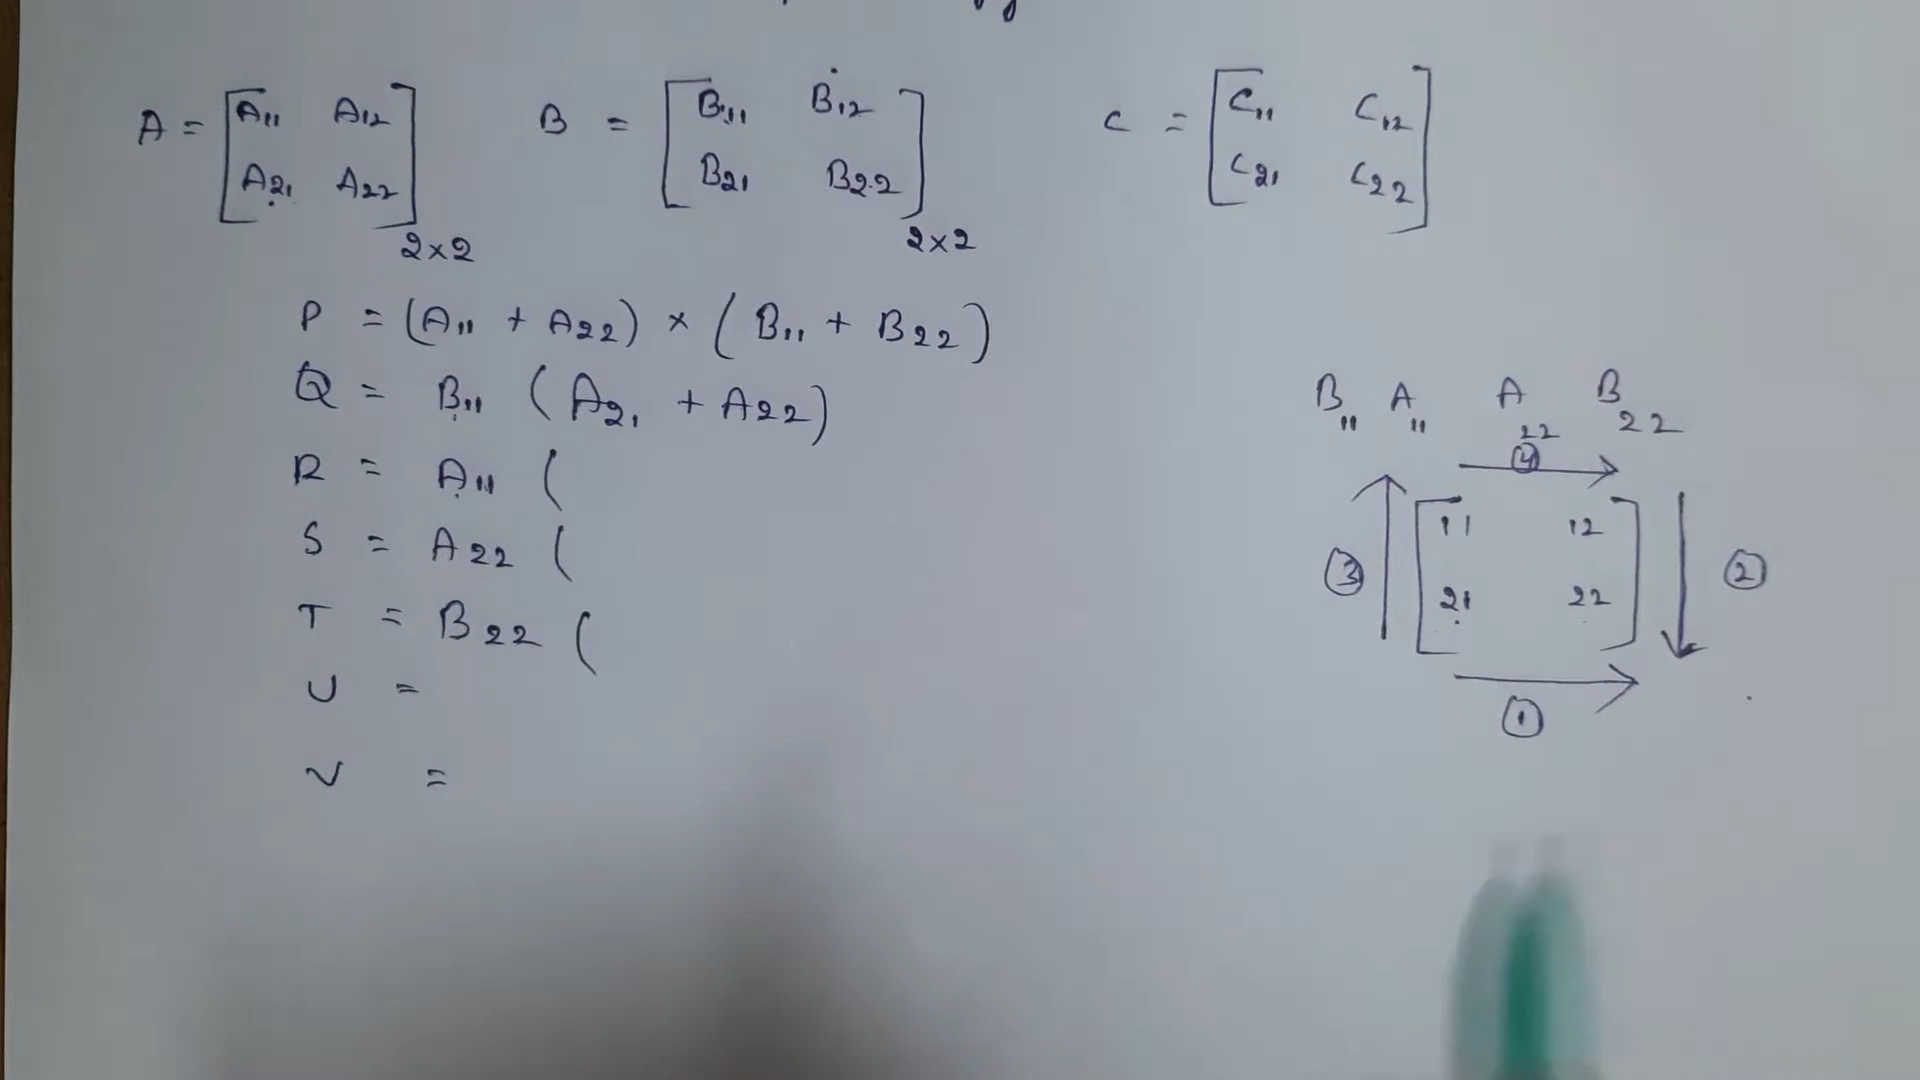 A = [A11 A12
A21 A22] 2×2
B = [B11 B12
B21 B22] 2×2
C = [C11 C12
C21 C22]
P = (A11 + A22) × (B11 + B22)
Q = B11 (A21 + A22)
R = A11 (
S = A22 (
T = B22 (
U =
V =
B11 A11 A22 B22
④
③ [11 12 ②
21 22]
①